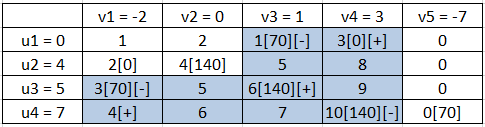 v1 = -2 v2 = 0 v3 = 1 v4 = 3 v5 = -7
u1 = 0 1 2 1[70][-] 3[0][+] 0
u2 = 4 2[0] 4[140] 5 8 0
u3 = 5 3[70][-] 5 6[140][+] 9 0
u4 = 7 4[+] 6 7 10[140][-] 0[70]